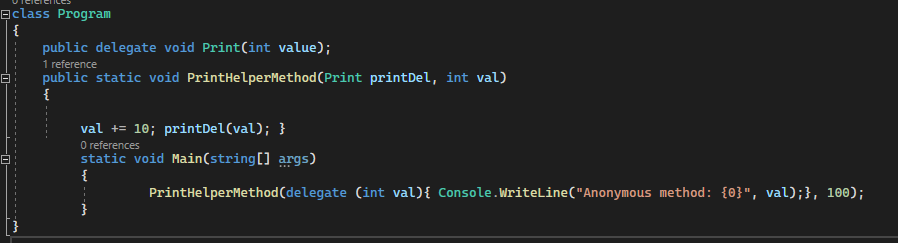 0 references
class Program
{
public delegate void Print(int value);
1 reference
public static void PrintHelperMethod(Print printDel, int val)
{
val += 10; printDel(val); }
0 references
static void Main(string[] args)
{
PrintHelperMethod(delegate (int val){ Console.WriteLine("Anonymous method: {0}", val);}, 100);
}
}